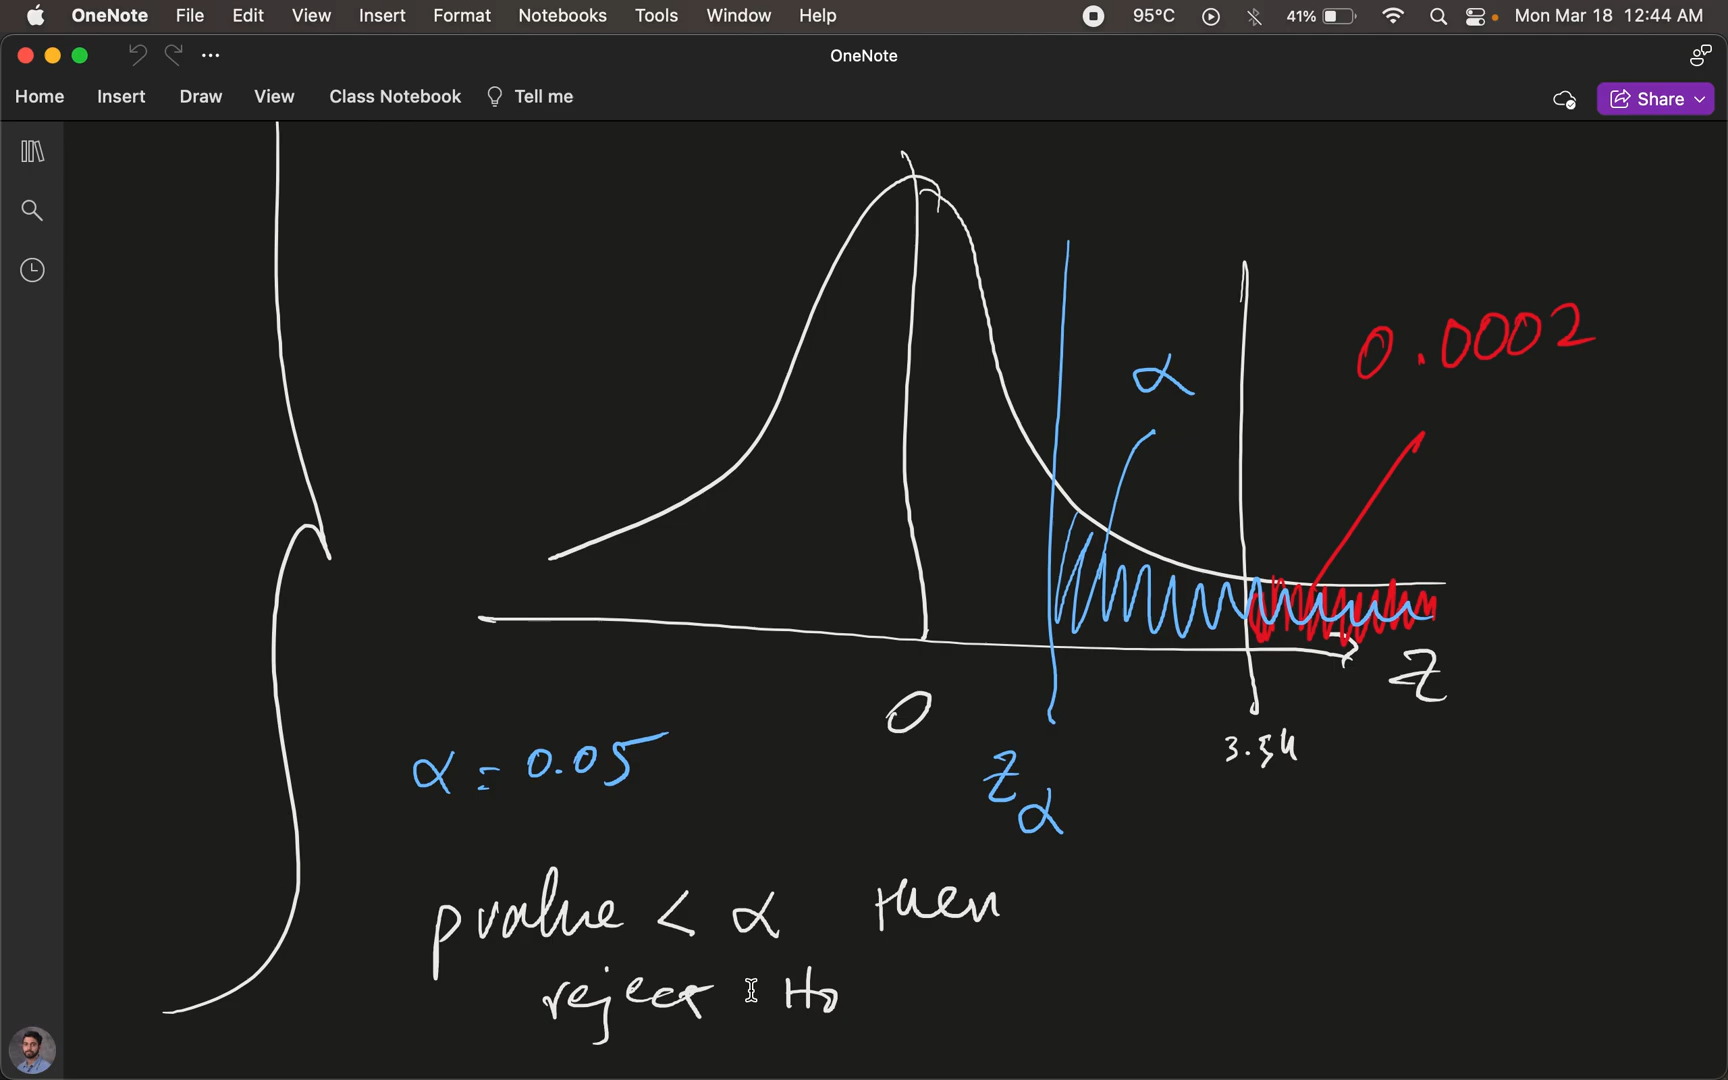 OneNote File Edit View Insert Format Notebooks Tools Window Help 95°C 41% Mon Mar 18 12:44 AM
OneNote
Home Insert Draw View Class Notebook Tell me Share
0.0002
α
Z
0
3.54
α = 0.05
Zα
pvalue < α then
reject Ho